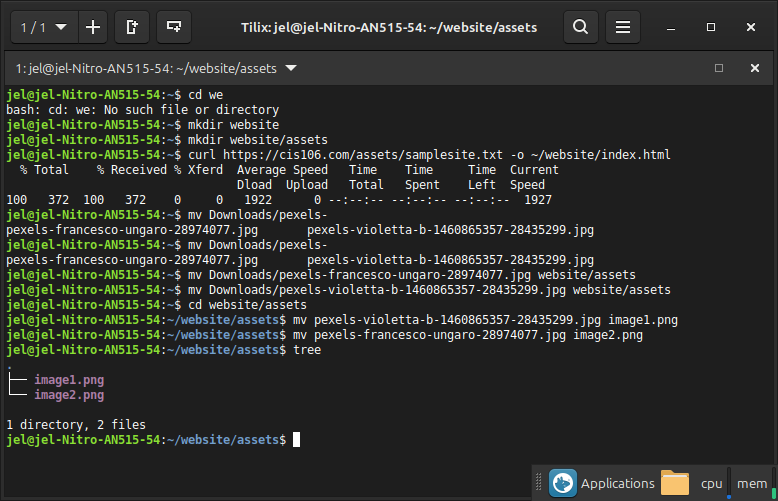 1 / 1
Tilix: jel@jel-Nitro-AN515-54: ~/website/assets
1: jel@jel-Nitro-AN515-54: ~/website/assets
jel@jel-Nitro-AN515-54:~$ cd we
bash: cd: we: No such file or directory
jel@jel-Nitro-AN515-54:~$ mkdir website
jel@jel-Nitro-AN515-54:~$ mkdir website/assets
jel@jel-Nitro-AN515-54:~$ curl https://cis106.com/assets/samplesite.txt -o ~/website/index.html
  % Total    % Received % Xferd  Average Speed   Time    Time     Time  Current
                                 Dload  Upload   Total   Spent    Left  Speed
100   372  100   372    0     0   1922      0 --:--:-- --:--:-- --:--:--  1927
jel@jel-Nitro-AN515-54:~$ mv Downloads/pexels-
pexels-francesco-ungaro-28974077.jpg       pexels-violetta-b-1460865357-28435299.jpg
jel@jel-Nitro-AN515-54:~$ mv Downloads/pexels-
pexels-francesco-ungaro-28974077.jpg       pexels-violetta-b-1460865357-28435299.jpg
jel@jel-Nitro-AN515-54:~$ mv Downloads/pexels-francesco-ungaro-28974077.jpg website/assets
jel@jel-Nitro-AN515-54:~$ mv Downloads/pexels-violetta-b-1460865357-28435299.jpg website/assets
jel@jel-Nitro-AN515-54:~$ cd website/assets
jel@jel-Nitro-AN515-54:~/website/assets$ mv pexels-violetta-b-1460865357-28435299.jpg image1.png
jel@jel-Nitro-AN515-54:~/website/assets$ mv pexels-francesco-ungaro-28974077.jpg image2.png
jel@jel-Nitro-AN515-54:~/website/assets$ tree
.
├── image1.png
└── image2.png
1 directory, 2 files
jel@jel-Nitro-AN515-54:~/website/assets$
Applications cpu mem